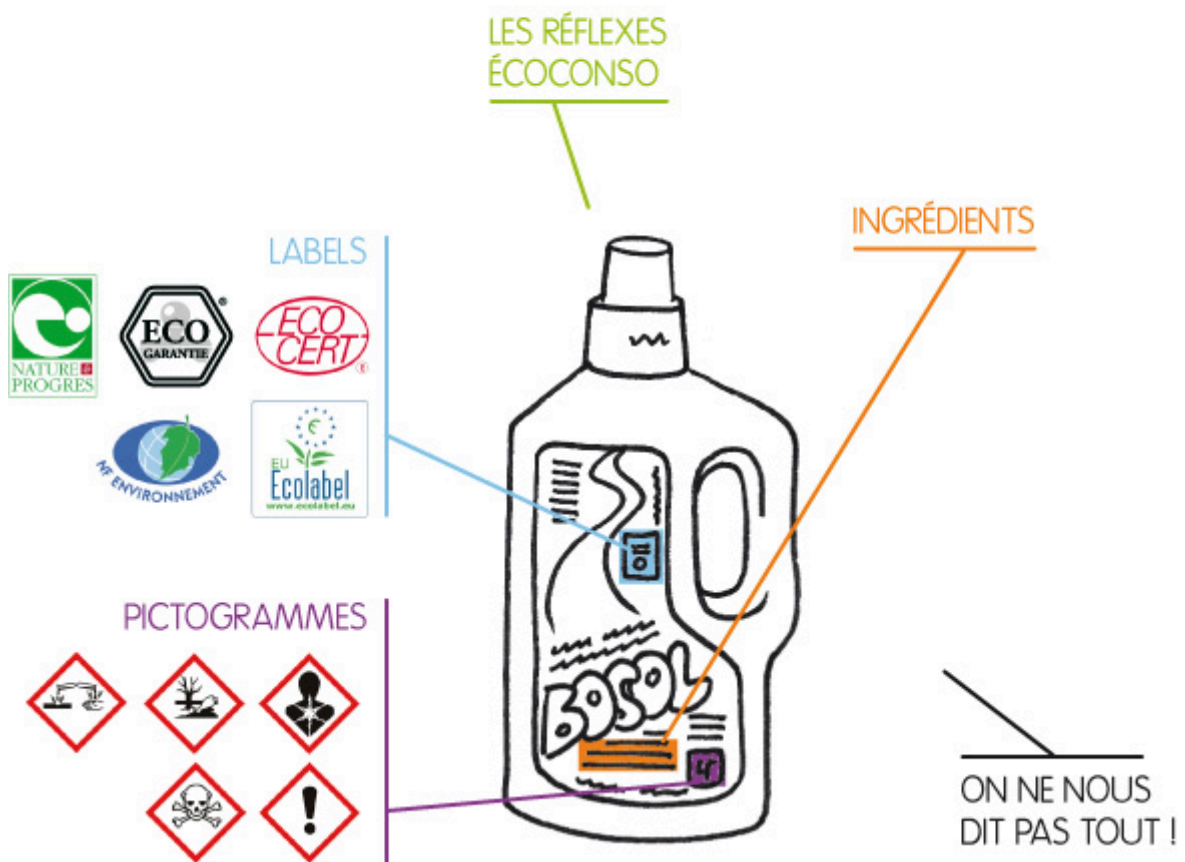 LES RÉFLEXES
ÉCOCONSO
INGRÉDIENTS
LABELS
NATURE
PROGRES
ECO
GARANTIE
®
ECO
CERT
®
NF ENVIRONNEMENT
EU
Ecolabel
www.ecolabel.eu
PICTOGRAMMES
BOSOL
ON NE NOUS
DIT PAS TOUT !